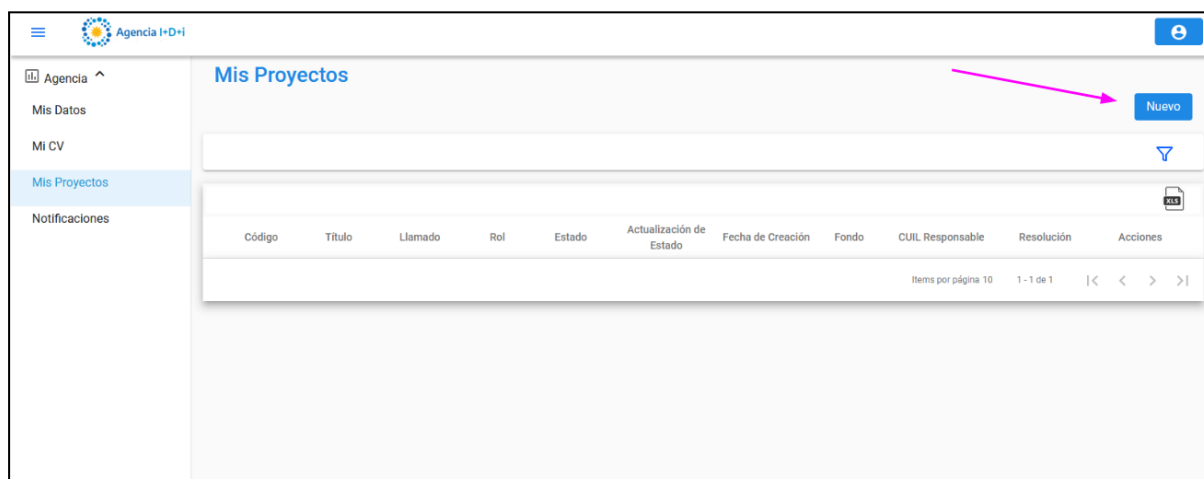 Agencia I+D+i
Agencia
Mis Datos
Mi CV
Mis Proyectos
Notificaciones
Mis Proyectos
Nuevo
XLS
Código Título Llamado Rol Estado Actualización de Estado Fecha de Creación Fondo CUIL Responsable Resolución Acciones
Items por página 10 1 - 1 de 1